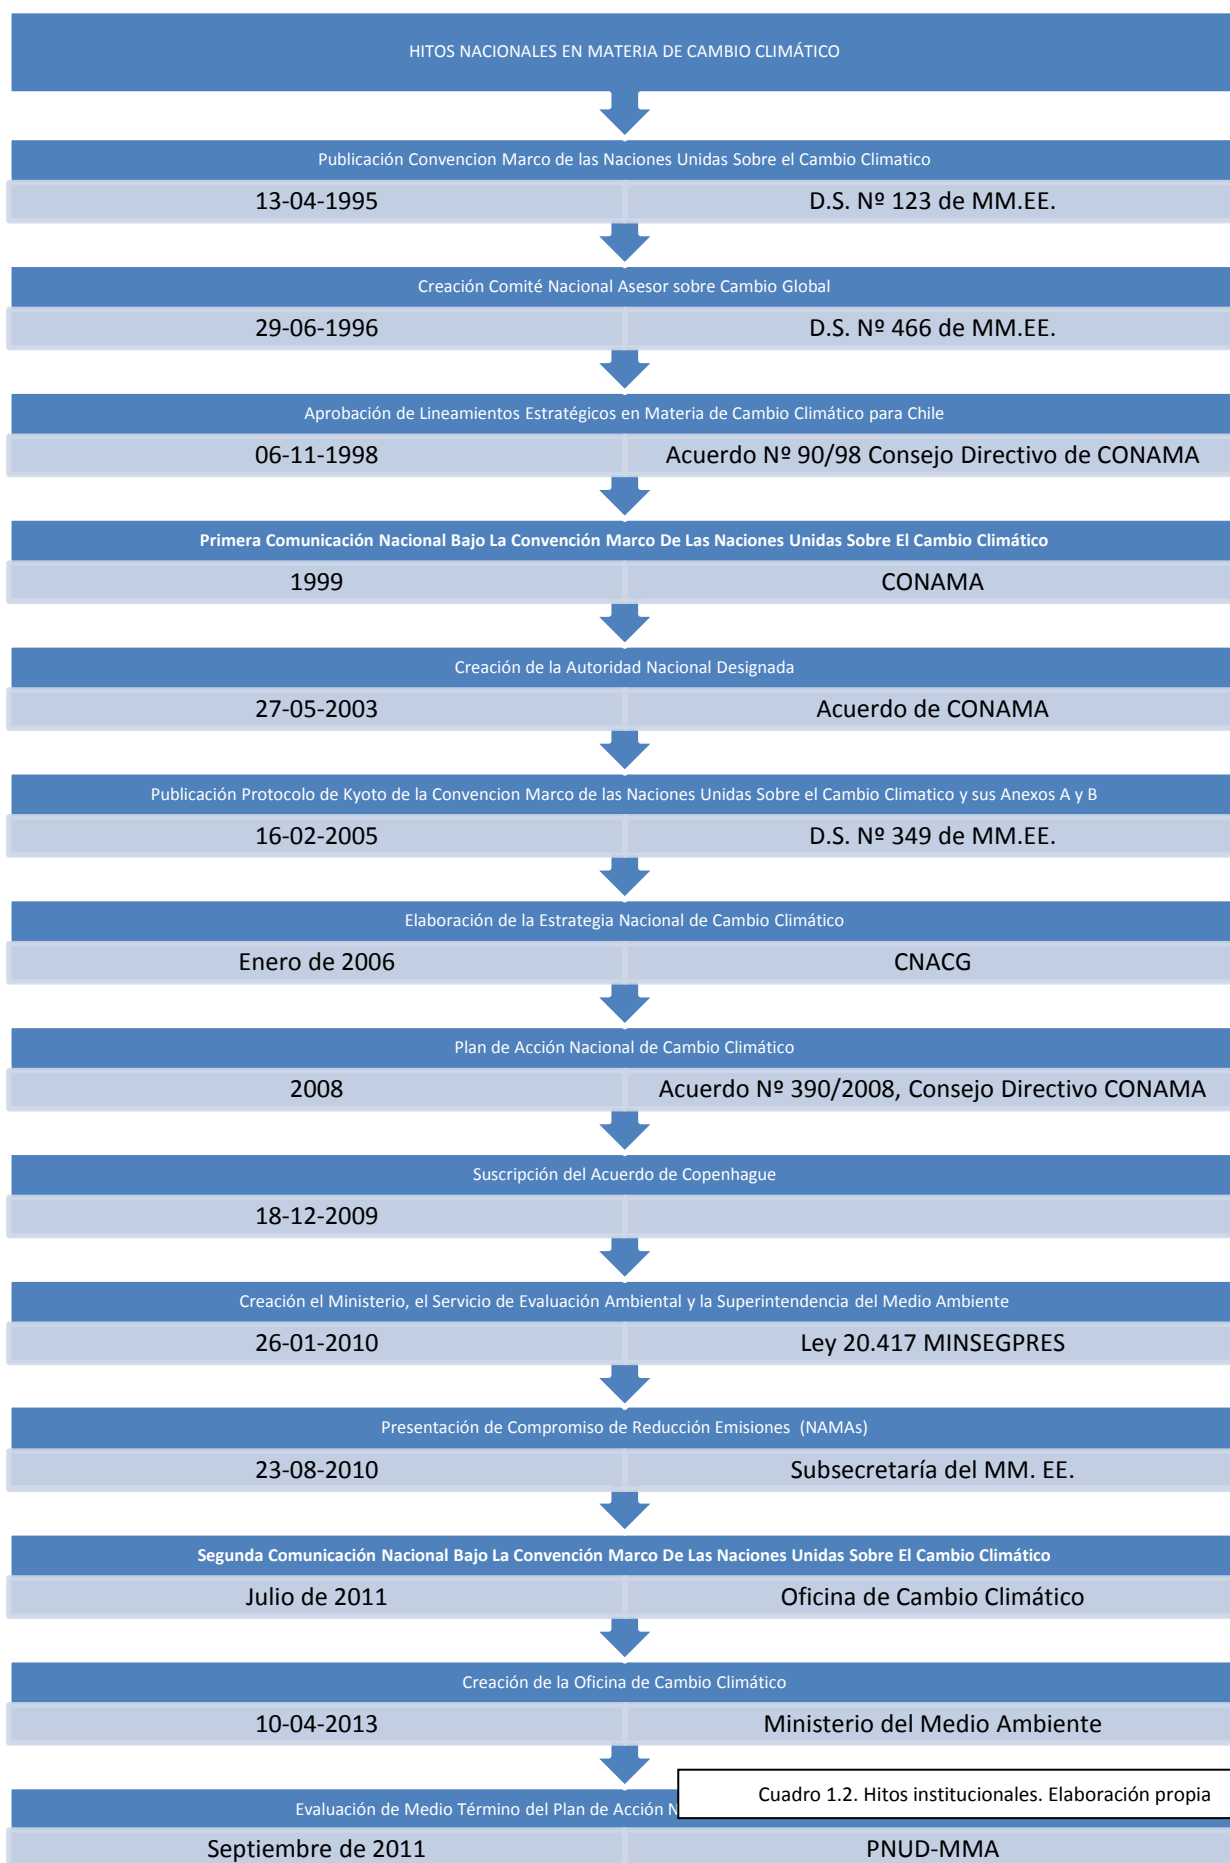 HITOS NACIONALES EN MATERIA DE CAMBIO CLIMÁTICO
Publicación Convencion Marco de las Naciones Unidas Sobre el Cambio Climatico
13-04-1995
D.S. Nº 123 de MM.EE.
Creación Comité Nacional Asesor sobre Cambio Global
29-06-1996
D.S. Nº 466 de MM.EE.
Aprobación de Lineamientos Estratégicos en Materia de Cambio Climático para Chile
06-11-1998
Acuerdo Nº 90/98 Consejo Directivo de CONAMA
Primera Comunicación Nacional Bajo La Convención Marco De Las Naciones Unidas Sobre El Cambio Climático
1999
CONAMA
Creación de la Autoridad Nacional Designada
27-05-2003
Acuerdo de CONAMA
Publicación Protocolo de Kyoto de la Convencion Marco de las Naciones Unidas Sobre el Cambio Climatico y sus Anexos A y B
16-02-2005
D.S. Nº 349 de MM.EE.
Elaboración de la Estrategia Nacional de Cambio Climático
Enero de 2006
CNACG
Plan de Acción Nacional de Cambio Climático
2008
Acuerdo Nº 390/2008, Consejo Directivo CONAMA
Suscripción del Acuerdo de Copenhague
18-12-2009
Creación el Ministerio, el Servicio de Evaluación Ambiental y la Superintendencia del Medio Ambiente
26-01-2010
Ley 20.417 MINSEGPRES
Presentación de Compromiso de Reducción Emisiones (NAMAs)
23-08-2010
Subsecretaría del MM. EE.
Segunda Comunicación Nacional Bajo La Convención Marco De Las Naciones Unidas Sobre El Cambio Climático
Julio de 2011
Oficina de Cambio Climático
Creación de la Oficina de Cambio Climático
10-04-2013
Ministerio del Medio Ambiente
Evaluación de Medio Término del Plan de Acción
Cuadro 1.2. Hitos institucionales. Elaboración propia
Septiembre de 2011
PNUD-MMA